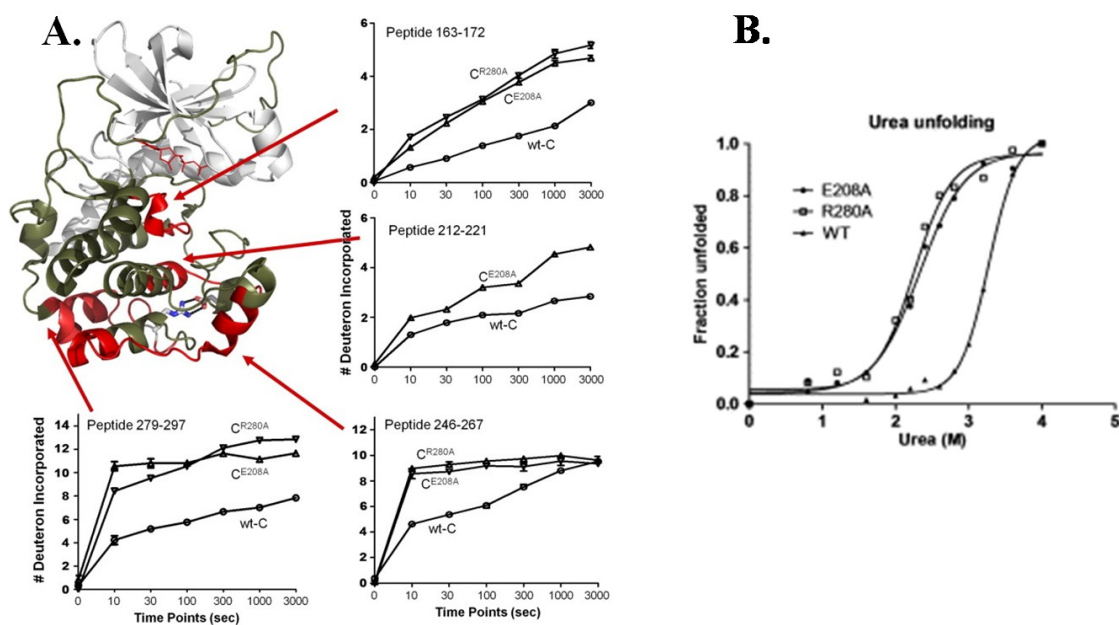 A.
Peptide 163-172
6
4
2
0
C^R280A
C^E208A
wt-C
0 10 30 100 300 1000 3000
Peptide 212-221
6
4
2
0
C^E208A
wt-C
0 10 30 100 300 1000 3000
# Deuteron Incorporated
Peptide 279-297
14
12
10
8
6
4
2
0
C^R280A
C^E208A
wt-C
0 10 30 100 300 1000 3000
Time Points (sec)
# Deuteron Incorporated
Peptide 246-267
12
10
8
6
4
2
0
C^R280A
C^E208A
wt-C
0 10 30 100 300 1000 3000
Time Points (sec)
B.
Urea unfolding
E208A
R280A
WT
Fraction unfolded
1.0
0.8
0.6
0.4
0.2
0 1 2 3 4 5
Urea (M)